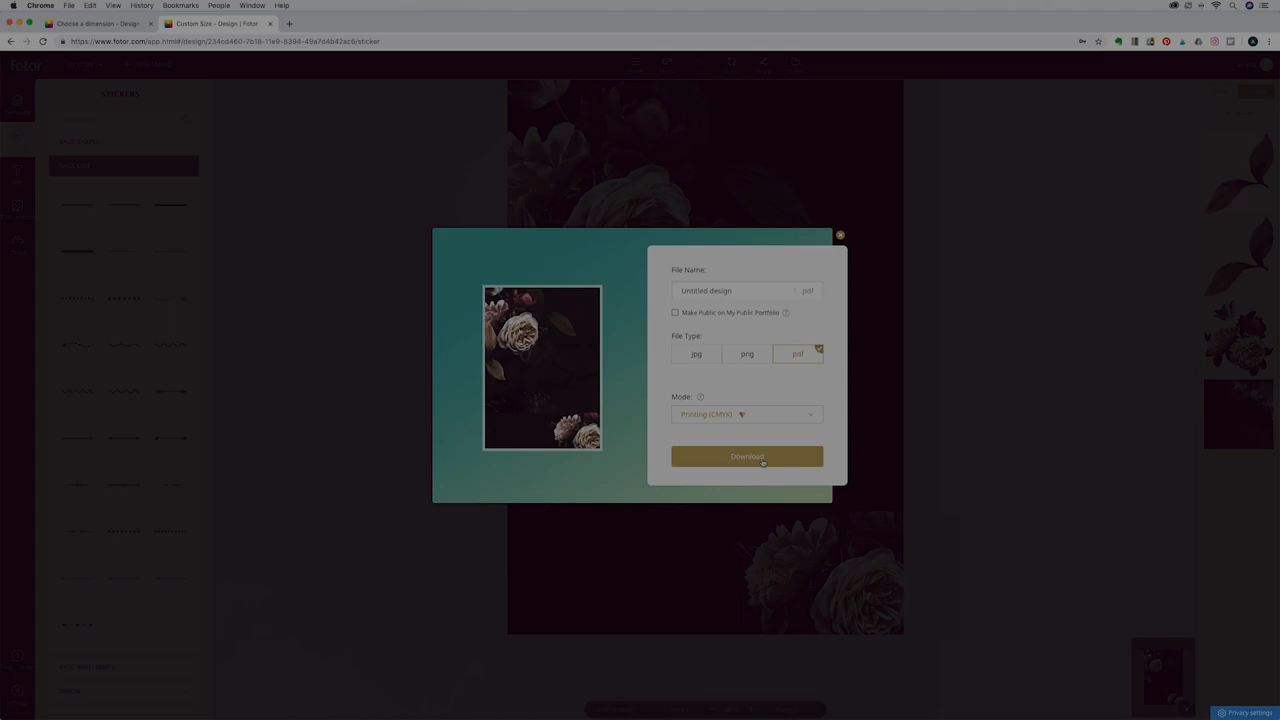 Chrome File Edit View History Bookmarks People Window Help
Choose a dimension - Design
Custom Size - Design | Fotor
https://www.fotor.com/app.html#/design/234cd460-7b18-11e9-8394-49a7d4b42ac6/sticker
fotor
STICKERS
File Name:
Untitled design .pdf
Make Public on My Public Portfolio
File Type:
jpg png pdf
Mode:
Printing (CMYK)
Download
Privacy settings